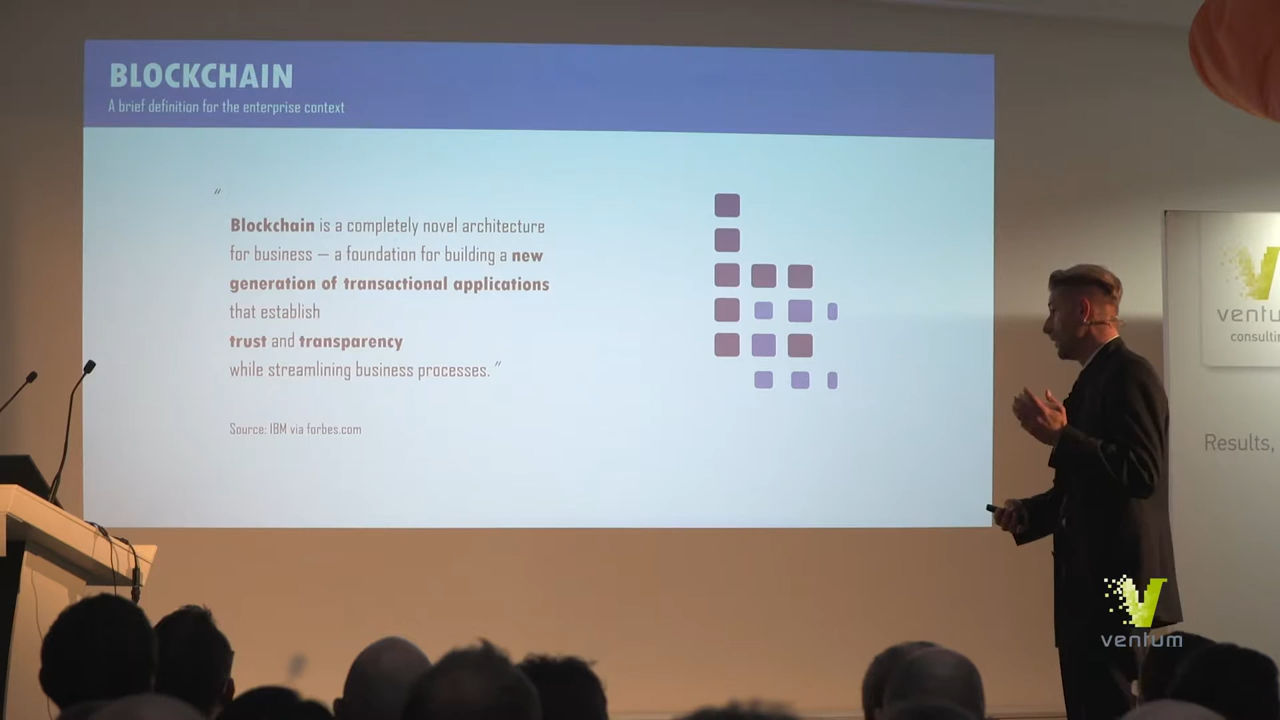 BLOCKCHAIN
A brief definition for the enterprise context
"
Blockchain is a completely novel architecture
for business — a foundation for building a new
generation of transactional applications
that establish
trust and transparency
while streamlining business processes. "
Source: IBM via forbes.com
ventu
consultin
Results,
ventum